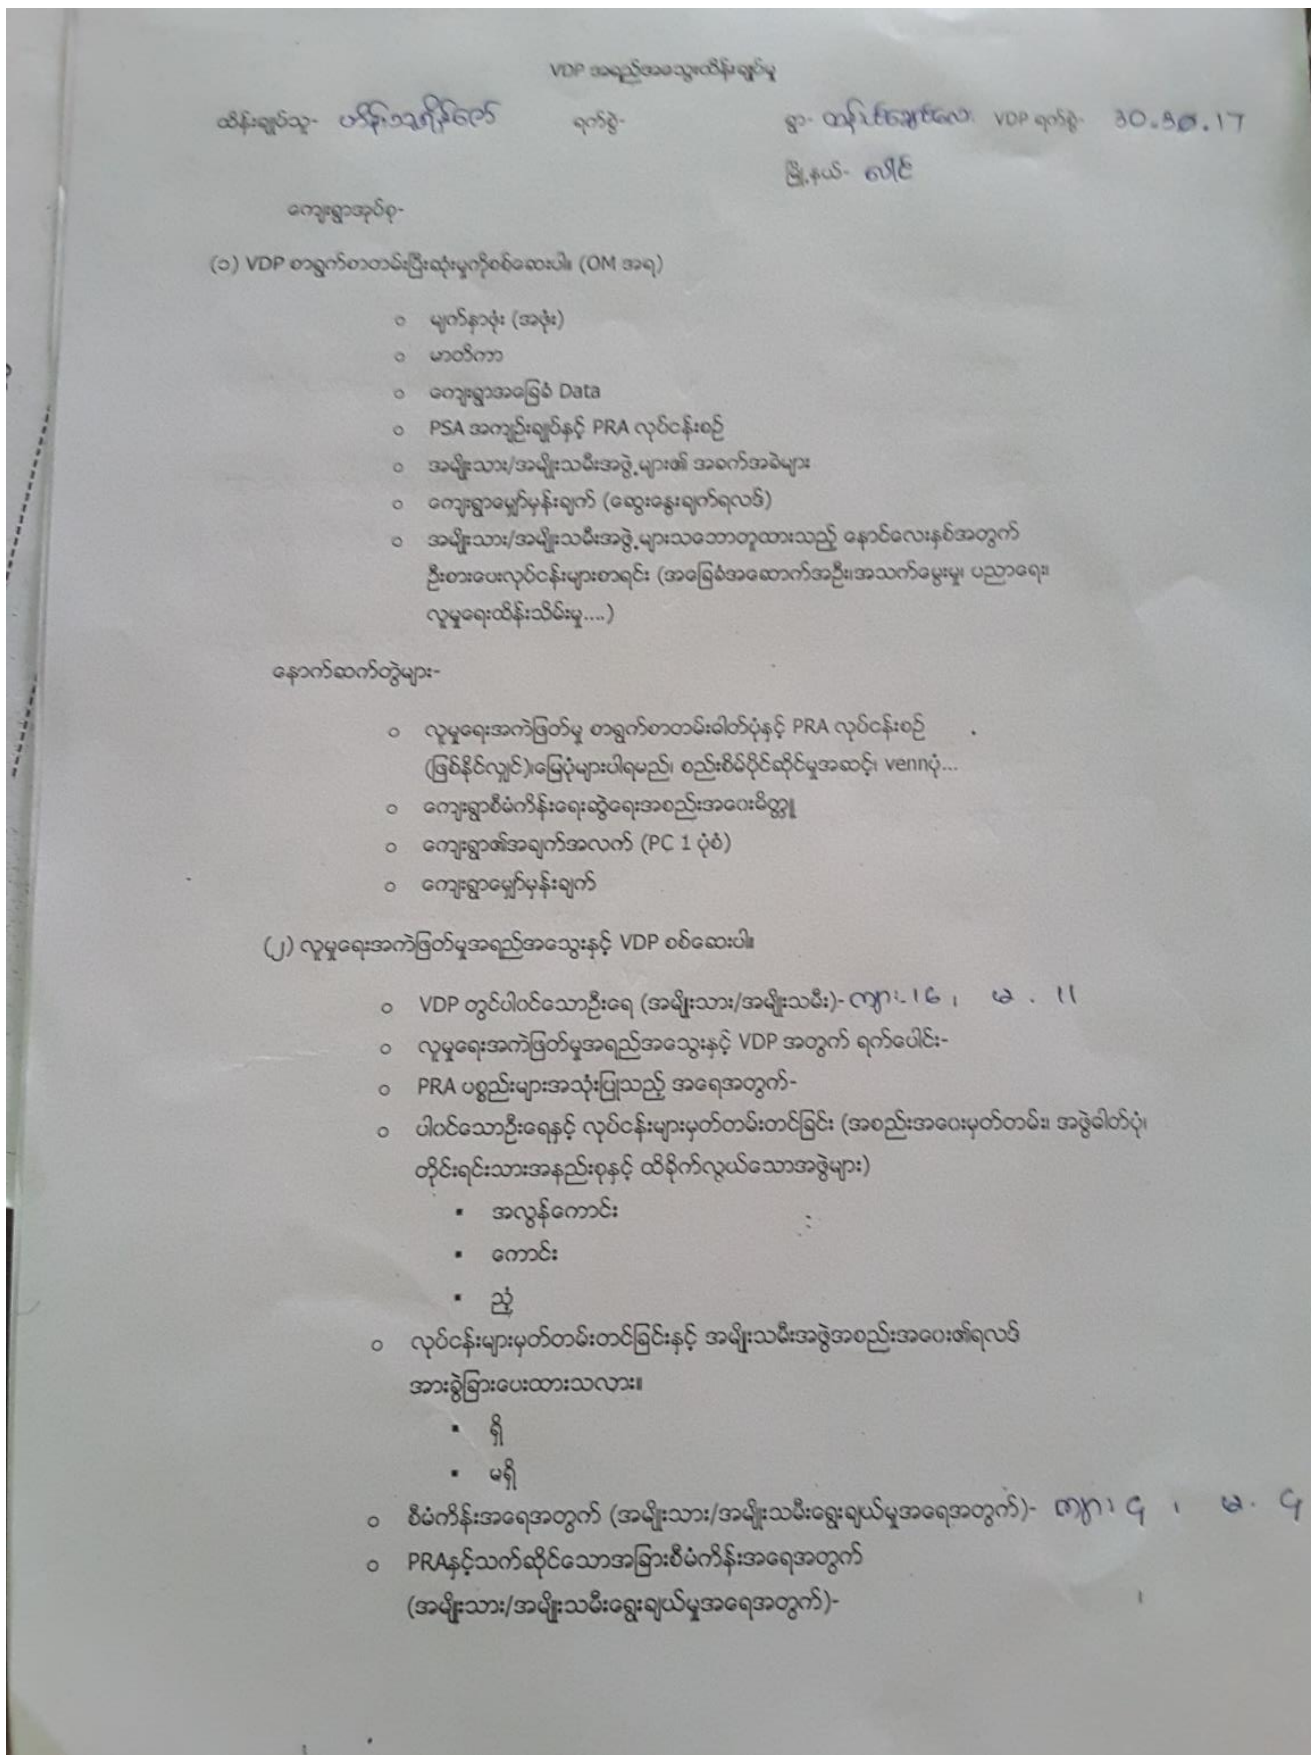 VDP အရည်အသွေးထိန်းချုပ်မှု
ထိန်းချုပ်သူ- ရက်စွဲ- ရွာ- VDP ရက်စွဲ- 30.30.17
မြို့နယ်-
ကျေးရွာအုပ်စု-
(၁) VDP စာရွက်စာတမ်းပြီးဆုံးမှုကိုစစ်ဆေးပါ။ (OM အရ)
o မျက်နှာဖုံး (အဖုံး)
o မာတိကာ
o ကျေးရွာအခြေခံ Data
o PSA အကျဉ်းချုပ်နှင့် PRA လုပ်ငန်းစဉ်
o အမျိုးသား/အမျိုးသမီးအဖွဲ့များ၏ အခက်အခဲများ
o ကျေးရွာမျှော်မှန်းချက် (ဆွေးနွေးချက်ရလဒ်)
o အမျိုးသား/အမျိုးသမီးအဖွဲ့များသဘောတူထားသည့် နောင်လေးနှစ်အတွက်
ဦးစားပေးလုပ်ငန်းများစာရင်း (အခြေခံအဆောက်အဦး၊အသက်မွေးမှု၊ ပညာရေး၊
လူမှုရေးထိန်းသိမ်းမှု....)
နောက်ဆက်တွဲများ-
o လူမှုရေးအကဲဖြတ်မှု စာရွက်စာတမ်းဓါတ်ပုံနှင့် PRA လုပ်ငန်းစဉ်
(ဖြစ်နိုင်လျှင်)၊မြေပုံများပါရမည်၊ စည်းစိမ်ပိုင်ဆိုင်မှုအဆင့်၊ vennပုံ...
o ကျေးရွာစီမံကိန်းရေးဆွဲရေးအစည်းအဝေးမိတ္တူ
o ကျေးရွာ၏အချက်အလက် (PC 1 ပုံစံ)
o ကျေးရွာမျှော်မှန်းချက်
(၂) လူမှုရေးအကဲဖြတ်မှုအရည်အသွေးနှင့် VDP စစ်ဆေးပါ။
o VDP တွင်ပါဝင်သောဦးရေ (အမျိုးသား/အမျိုးသမီး)- ကျား-၊ မ . 11
o လူမှုရေးအကဲဖြတ်မှုအရည်အသွေးနှင့် VDP အတွက် ရက်ပေါင်း-
o PRA ပစ္စည်းများအသုံးပြုသည့် အရေအတွက်-
o ပါဝင်သောဦးရေနှင့် လုပ်ငန်းများမှတ်တမ်းတင်ခြင်း (အစည်းအဝေးမှတ်တမ်း၊ အဖွဲဓါတ်ပုံ၊
တိုင်းရင်းသားအနည်းစုနှင့် ထိခိုက်လွယ်သောအဖွဲများ)
▪ အလွန်ကောင်း
▪ ကောင်း
▪ ညံ့
o လုပ်ငန်းများမှတ်တမ်းတင်ခြင်းနှင့် အမျိုးသမီးအဖွဲအစည်းအဝေး၏ရလဒ်
အားခွဲခြားပေးထားသလား။
▪ ရှိ
▪ မရှိ
o စီမံကိန်းအရေအတွက် (အမျိုးသား/အမျိုးသမီးရွေးချယ်မှုအရေအတွက်)- ကျား ၄ ၊ မ. ၄
o PRAနှင့်သက်ဆိုင်သောအခြားစီမံကိန်းအရေအတွက်
(အမျိုးသား/အမျိုးသမီးရွေးချယ်မှုအရေအတွက်)-